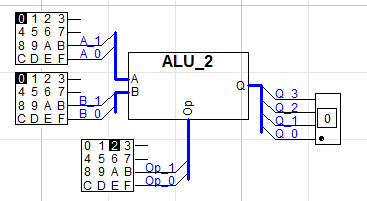 0 1 2 3
4 5 6 7
8 9 A B
C D E F
A_1
A_0
0 1 2 3
4 5 6 7
8 9 A B
C D E F
B_1
B_0
ALU_2
A
B
Q
Op
Q_3
Q_2
Q_1
Q_0
0
0 1 2 3
4 5 6 7
8 9 A B
C D E F
Op_1
Op_0